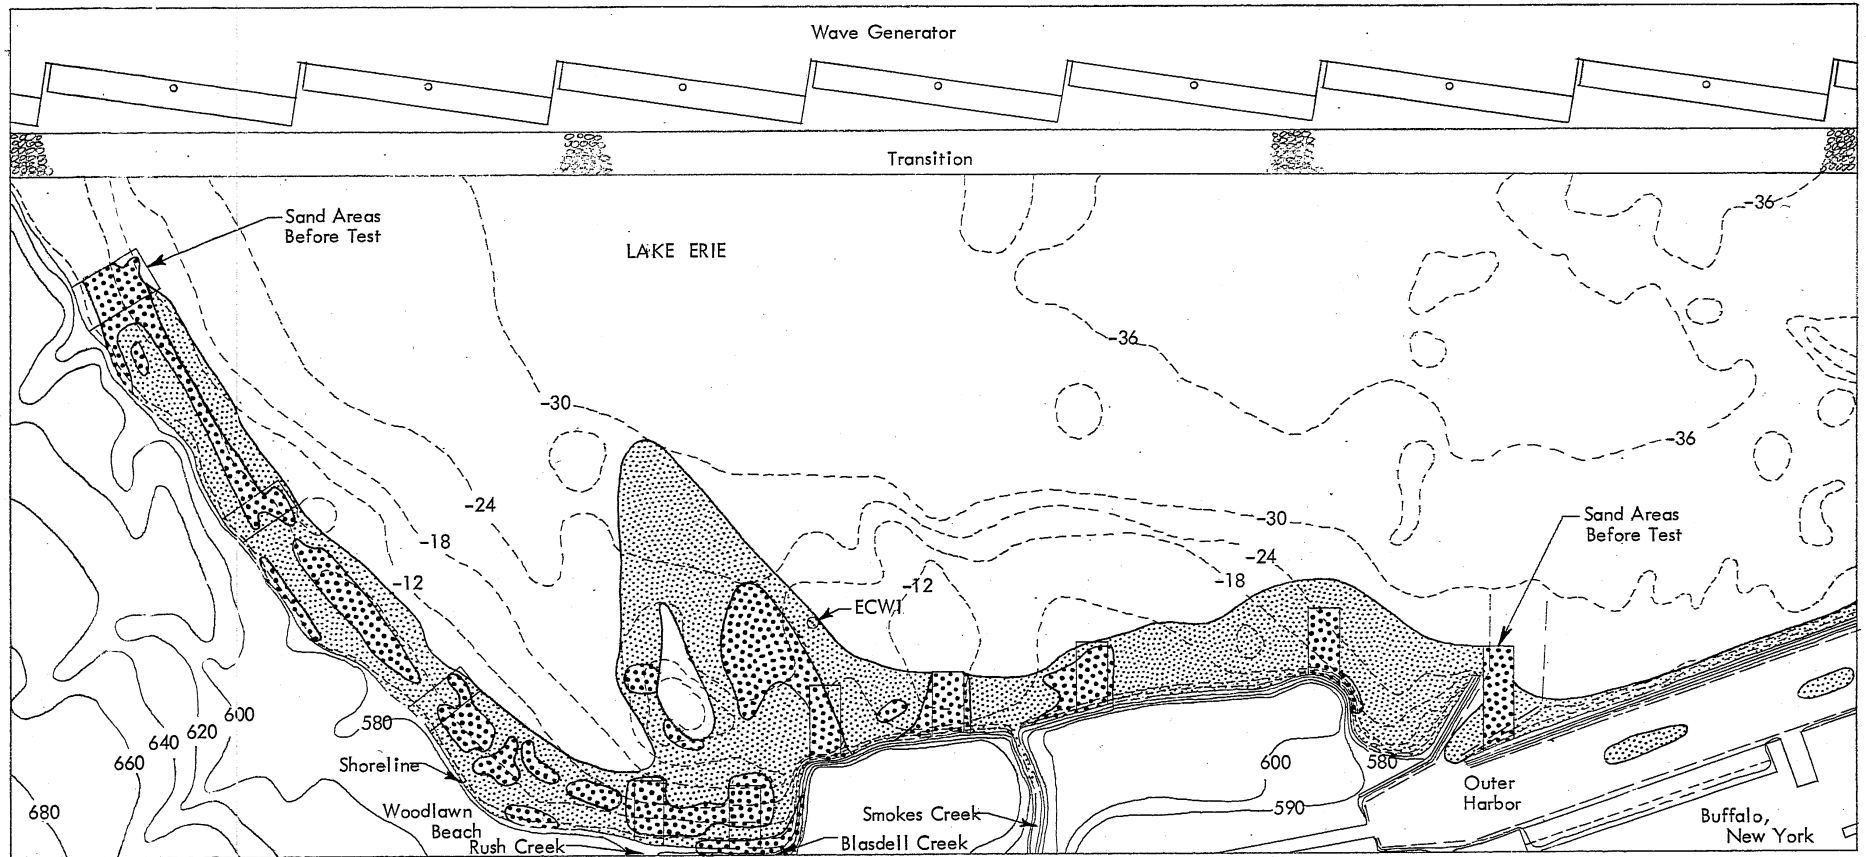 Wave Generator
Transition
-36
Sand Areas
Before Test
LAKE ERIE
-36
-30
-36
-24
-30
Sand Areas
Before Test
-18
-24
-12
-12
-18
ECWI
600
580
620
640
660
Shoreline
600
580
Outer
Harbor
590
680
Woodlawn
Beach
Smokes Creek
Buffalo,
New York
Rush Creek
Blasdell Creek